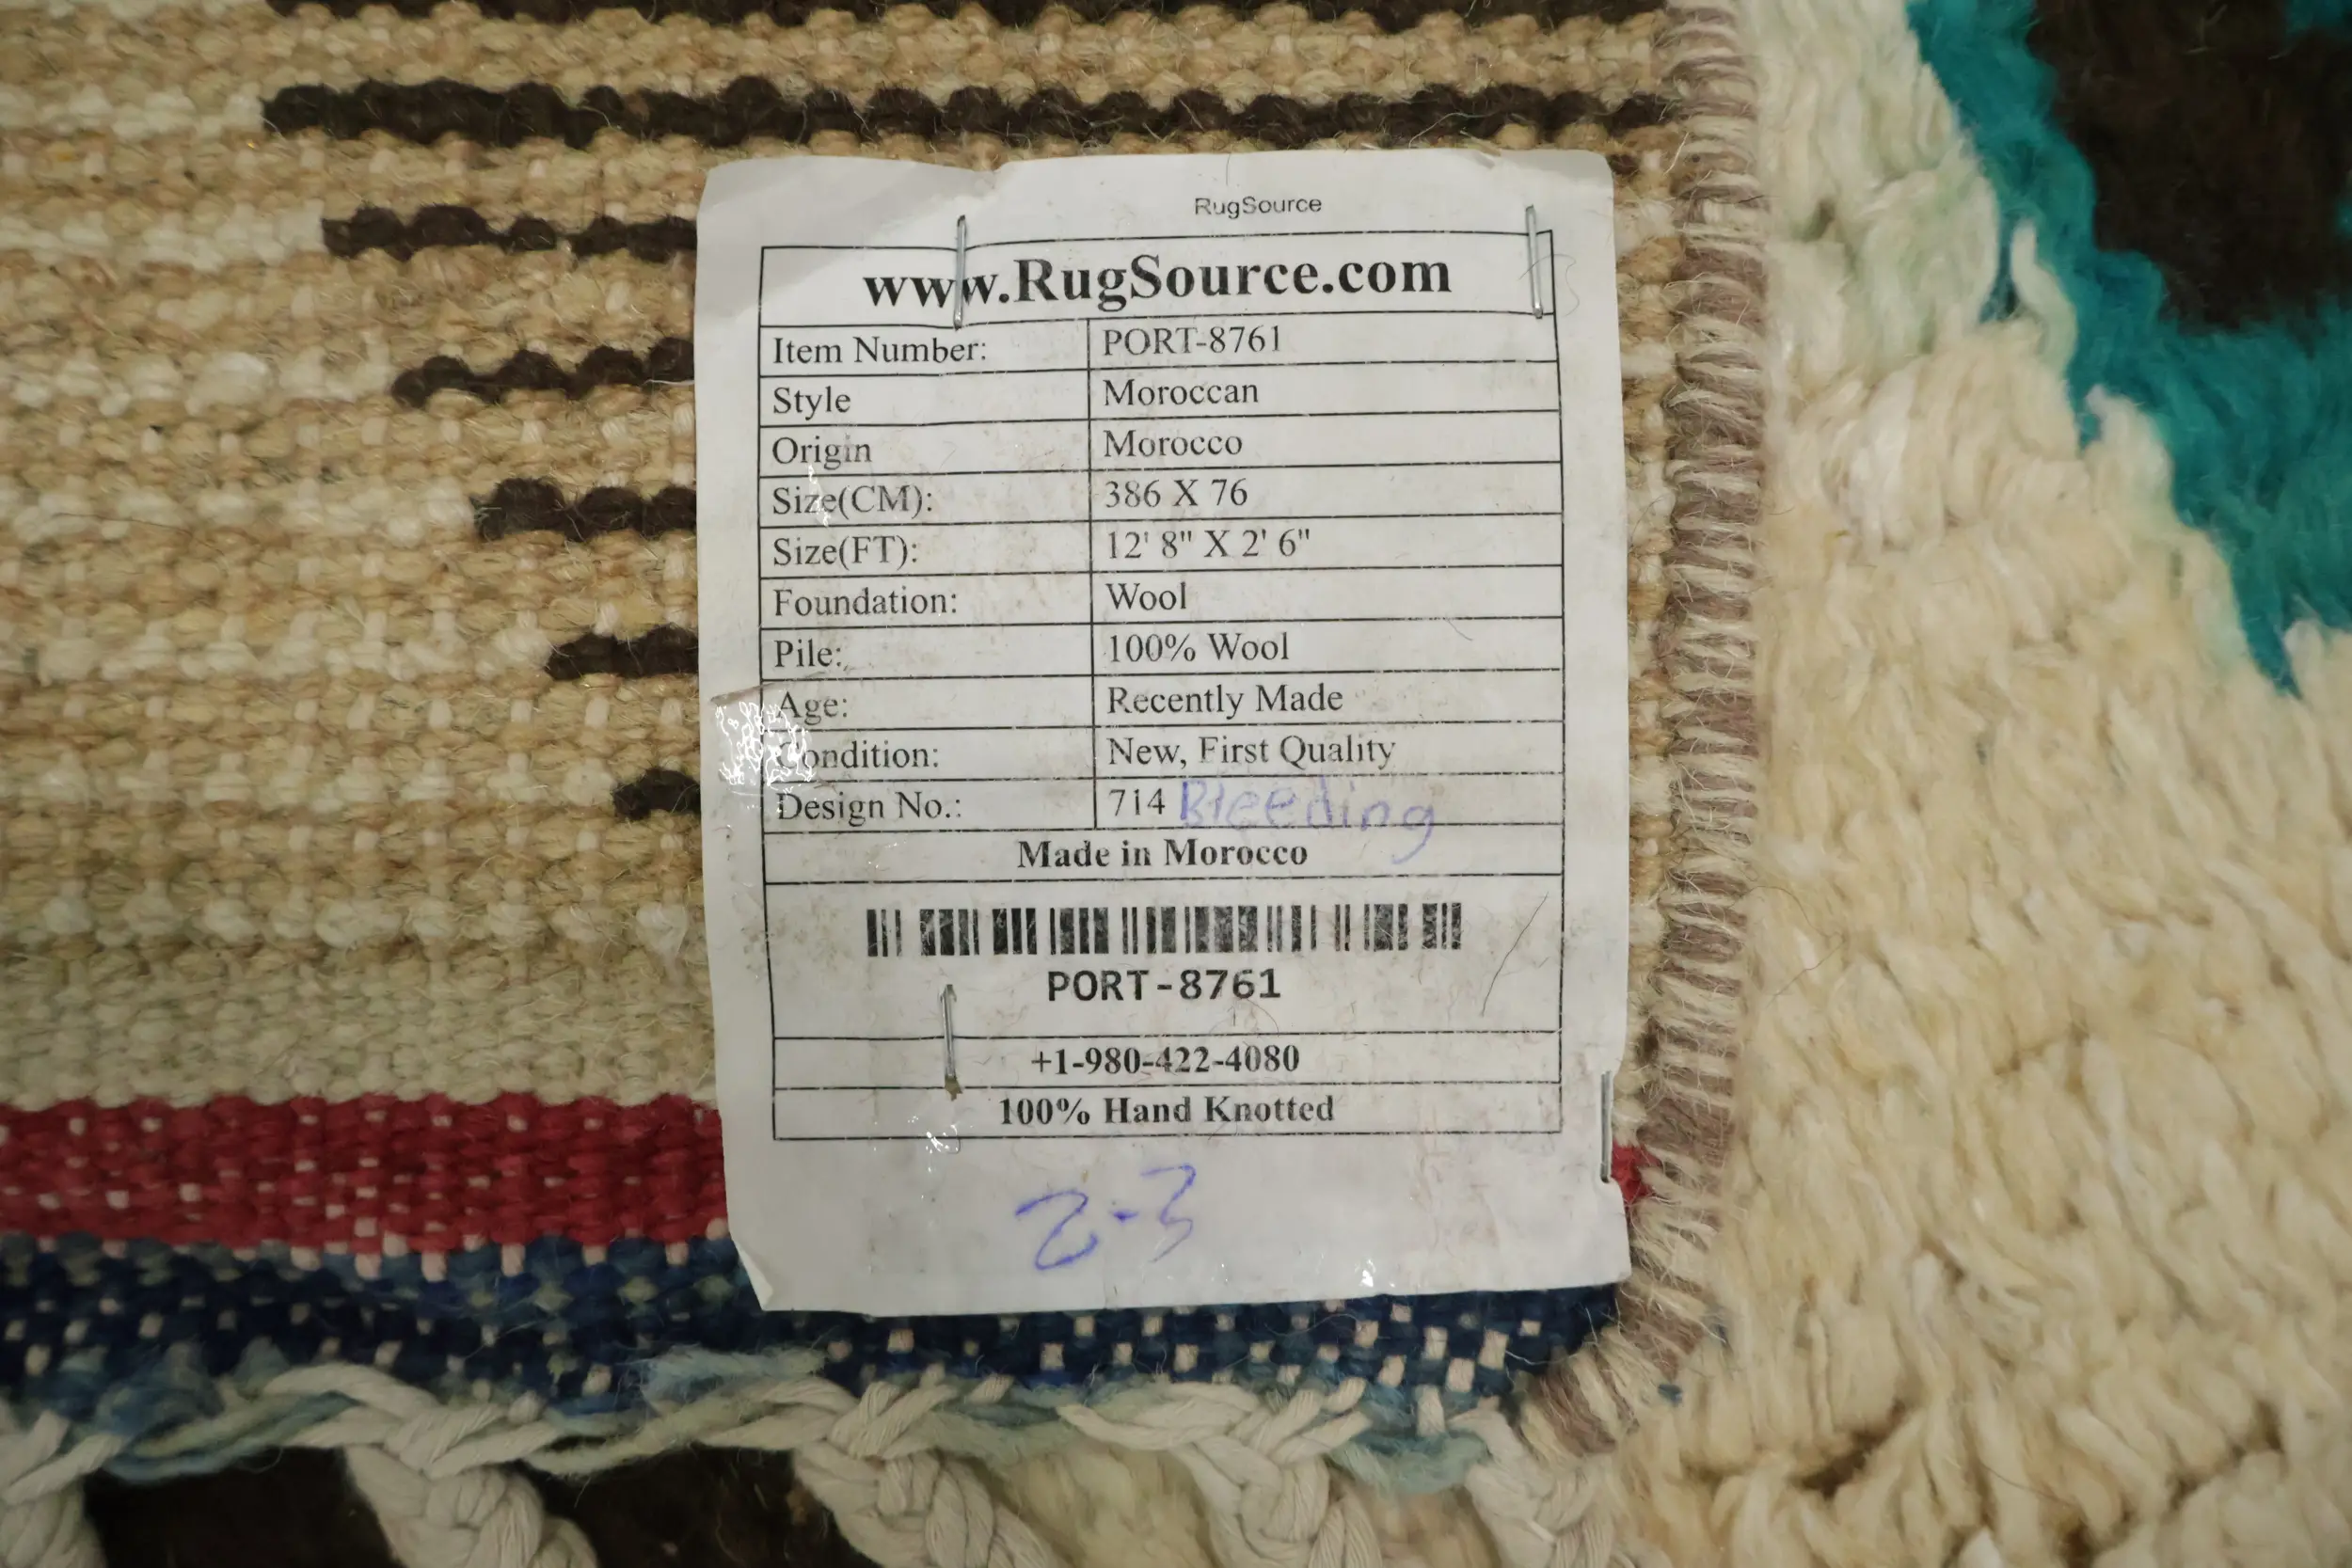 RugSource
www.RugSource.com
Item Number: PORT-8761
Style Moroccan
Origin Morocco
Size(CM): 386 X 76
Size(FT): 12' 8" X 2' 6"
Foundation: Wool
Pile: 100% Wool
Age: Recently Made
Condition: New, First Quality
Design No.: 714 Bleeding
Made in Morocco
PORT-8761
+1-980-422-4080
100% Hand Knotted
2-3